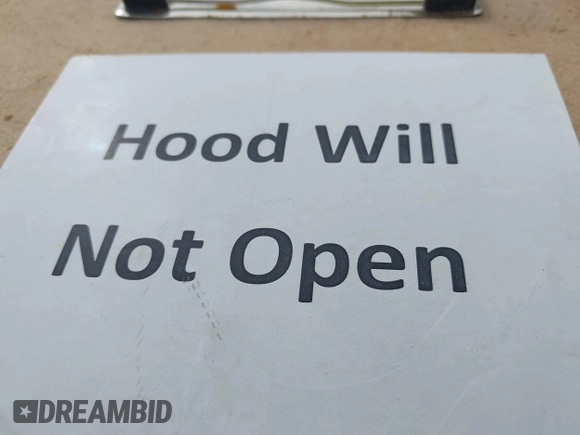 Hood Will
Not Open
DREAMBID